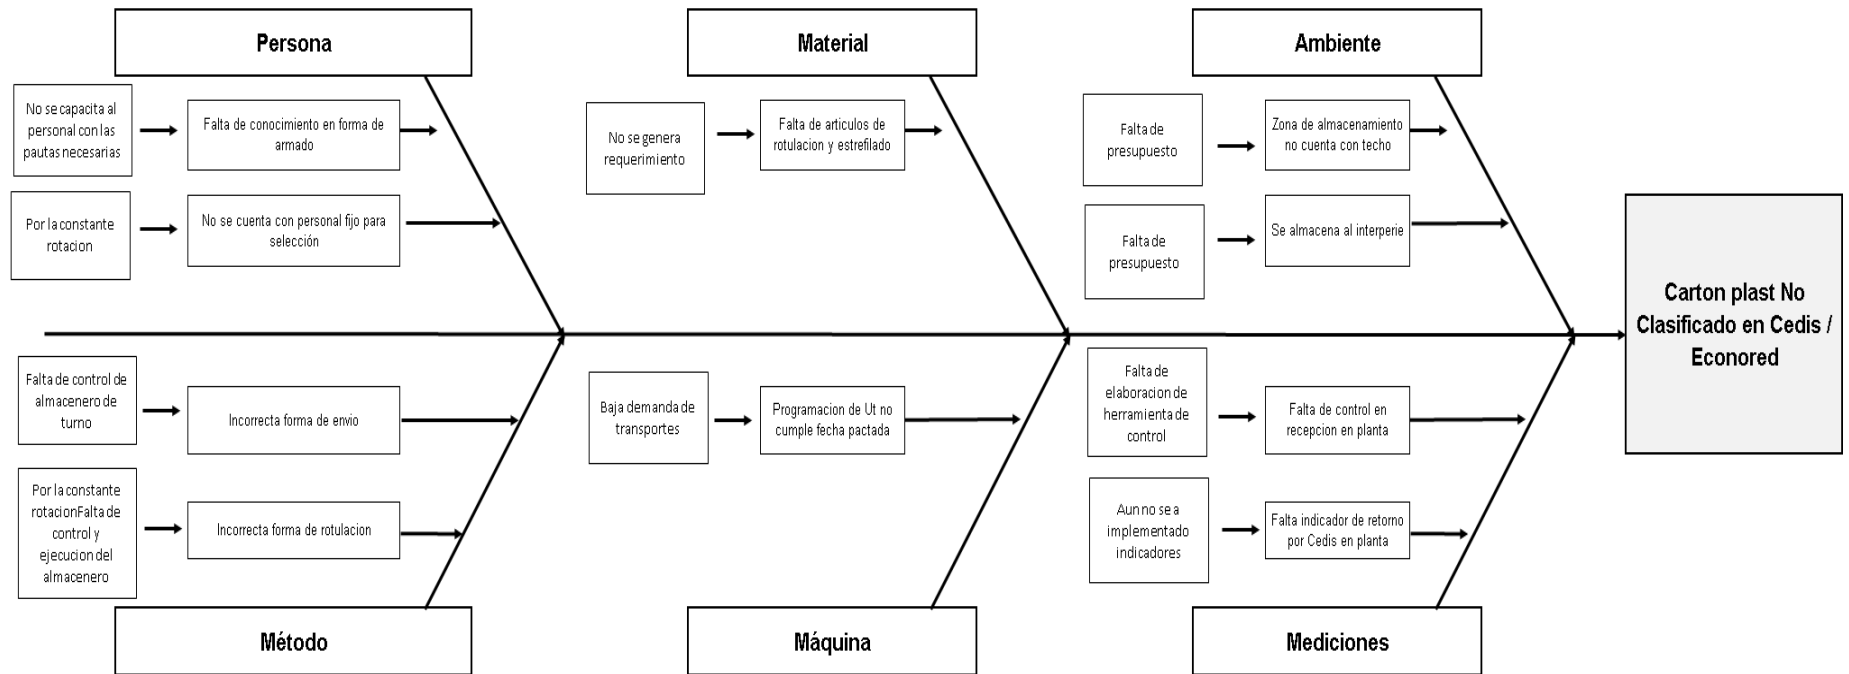 Persona
Material
Ambiente
No se capacita al
personal con las
pautas necesarias
Falta de conocimiento en forma de
armado
Por la constante
rotacion
No se cuenta con personal fijo para
selección
No se genera
requerimiento
Falta de articulos de
rotulacion y estrefilado
Falta de
presupuesto
Zona de almacenamiento
no cuenta con techo
Falta de
presupuesto
Se almacena al interperie
Carton plast No
Clasificado en Cedis /
Econored
Falta de control de
almacenero de
turno
Incorrecta forma de envio
Por la constante
rotacionFalta de
control y
ejecucion del
almacenero
Incorrecta forma de rotulacion
Baja demanda de
transportes
Programacion de Ut no
cumple fecha pactada
Falta de
elaboracion de
herramienta de
control
Falta de control en
recepcion en planta
Aun no se a
implementado
indicadores
Falta indicador de retorno
por Cedis en planta
Método
Máquina
Mediciones